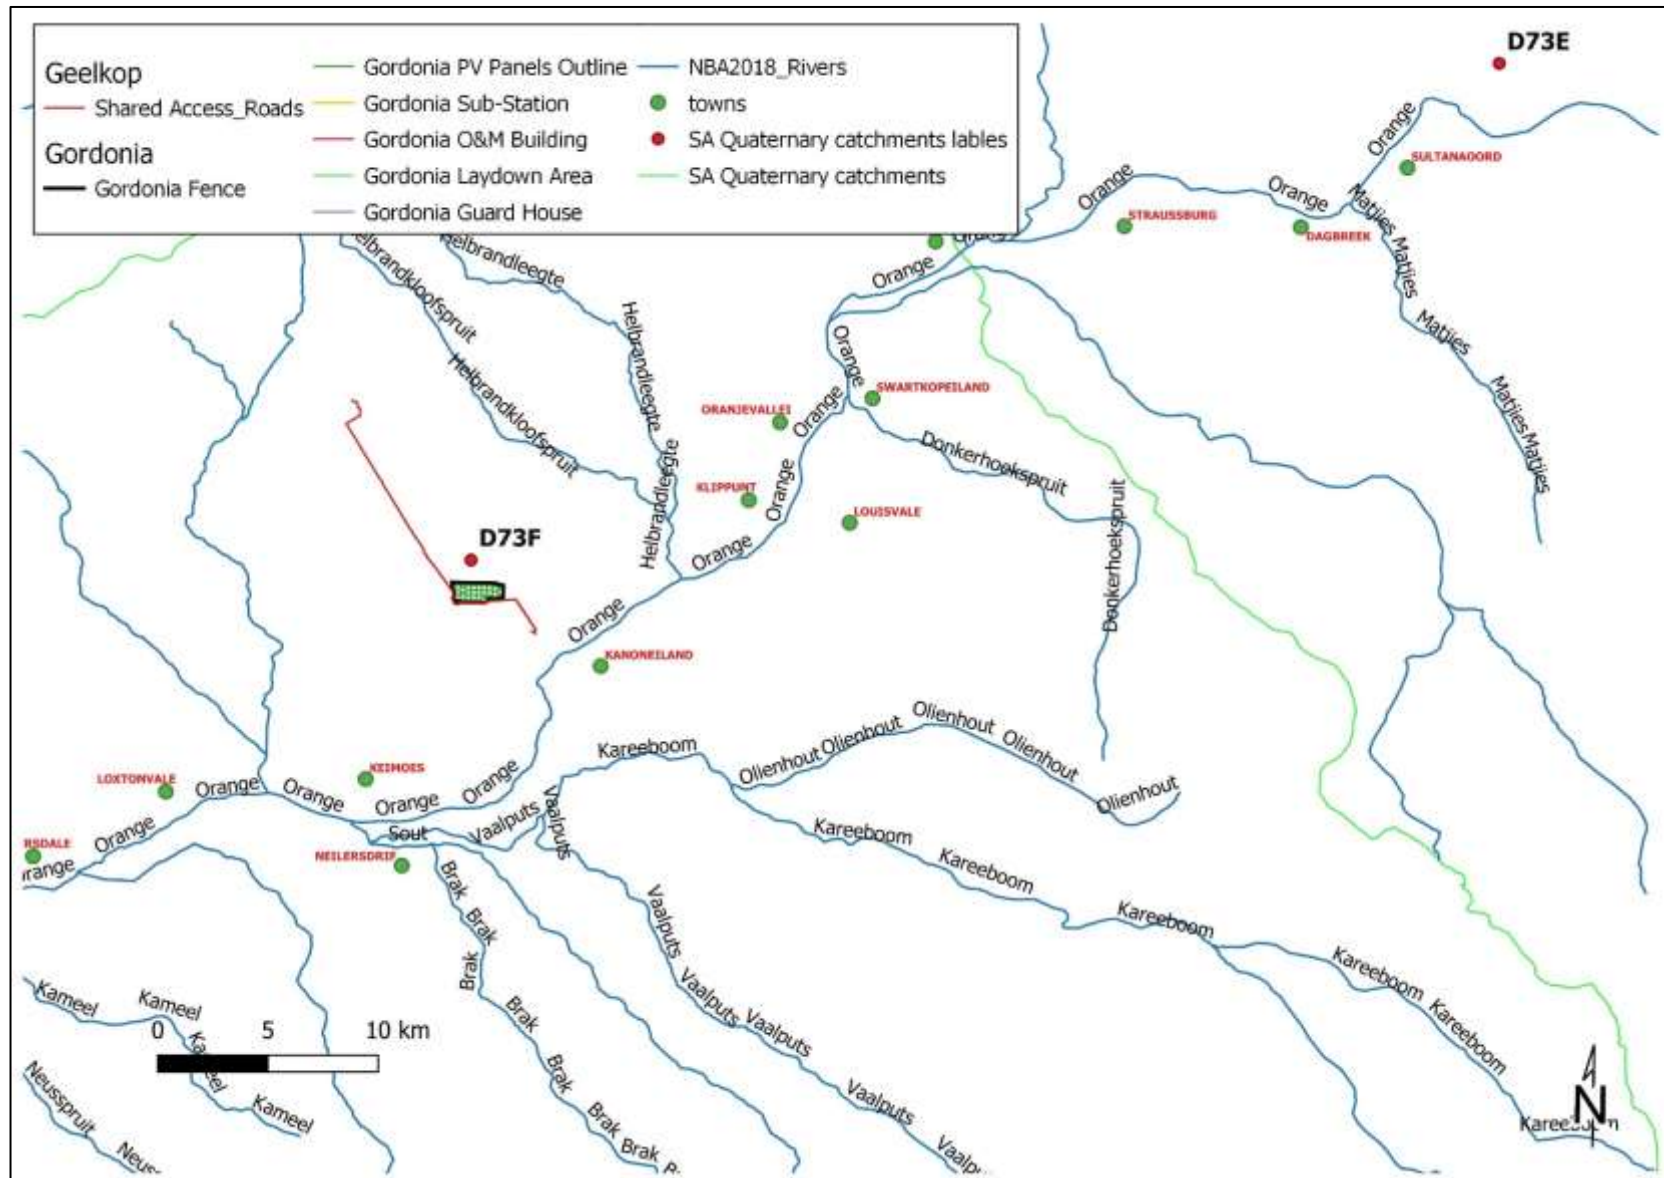 Geelkop
Shared Access_Roads
Gordonia
Gordonia Fence
Gordonia PV Panels Outline
Gordonia Sub-Station
Gordonia O&M Building
Gordonia Laydown Area
Gordonia Guard House
NBA2018_Rivers
towns
SA Quaternary catchments lables
SA Quaternary catchments
D73E
Orange
SULTANAOORD
Orange
Orange
STRAUSSBURG
DAGBREEK
Matjies
Matjies
Matjies
Matjies
Matjies
Orange
Helbrandkloofspruit
Helbrandleegte
Helbrandleegte
Helbrandkloofspruit
Helbrandleegte
Orange
Orange
Orange
SWARTKOPEILAND
ORANJEVALLEI
Donkerhoekspruit
Donkerhoekspruit
KLIPPUNT
LOUISVALE
Orange
D73F
Orange
KANONEILAND
Kareeboom
Olienhout
Olienhout
Olienhout
Olienhout
Olienhout
KEIMOES
LOXTONVALE
Orange
Orange
Orange
Orange
Orange
RSDALE
range
Sout
Vaalputs
Vaalputs
NEILERSDRIF
Kareeboom
Kareeboom
Kareeboom
Kareeboom
Kareeboom
Brak
Brak
Brak
Brak
Brak
Brak
Brak
Vaalputs
Vaalputs
Vaalputs
Vaalputs
Kameel
Kameel
Kameel
Kameel
0 5 10 km
Neusspruit
N